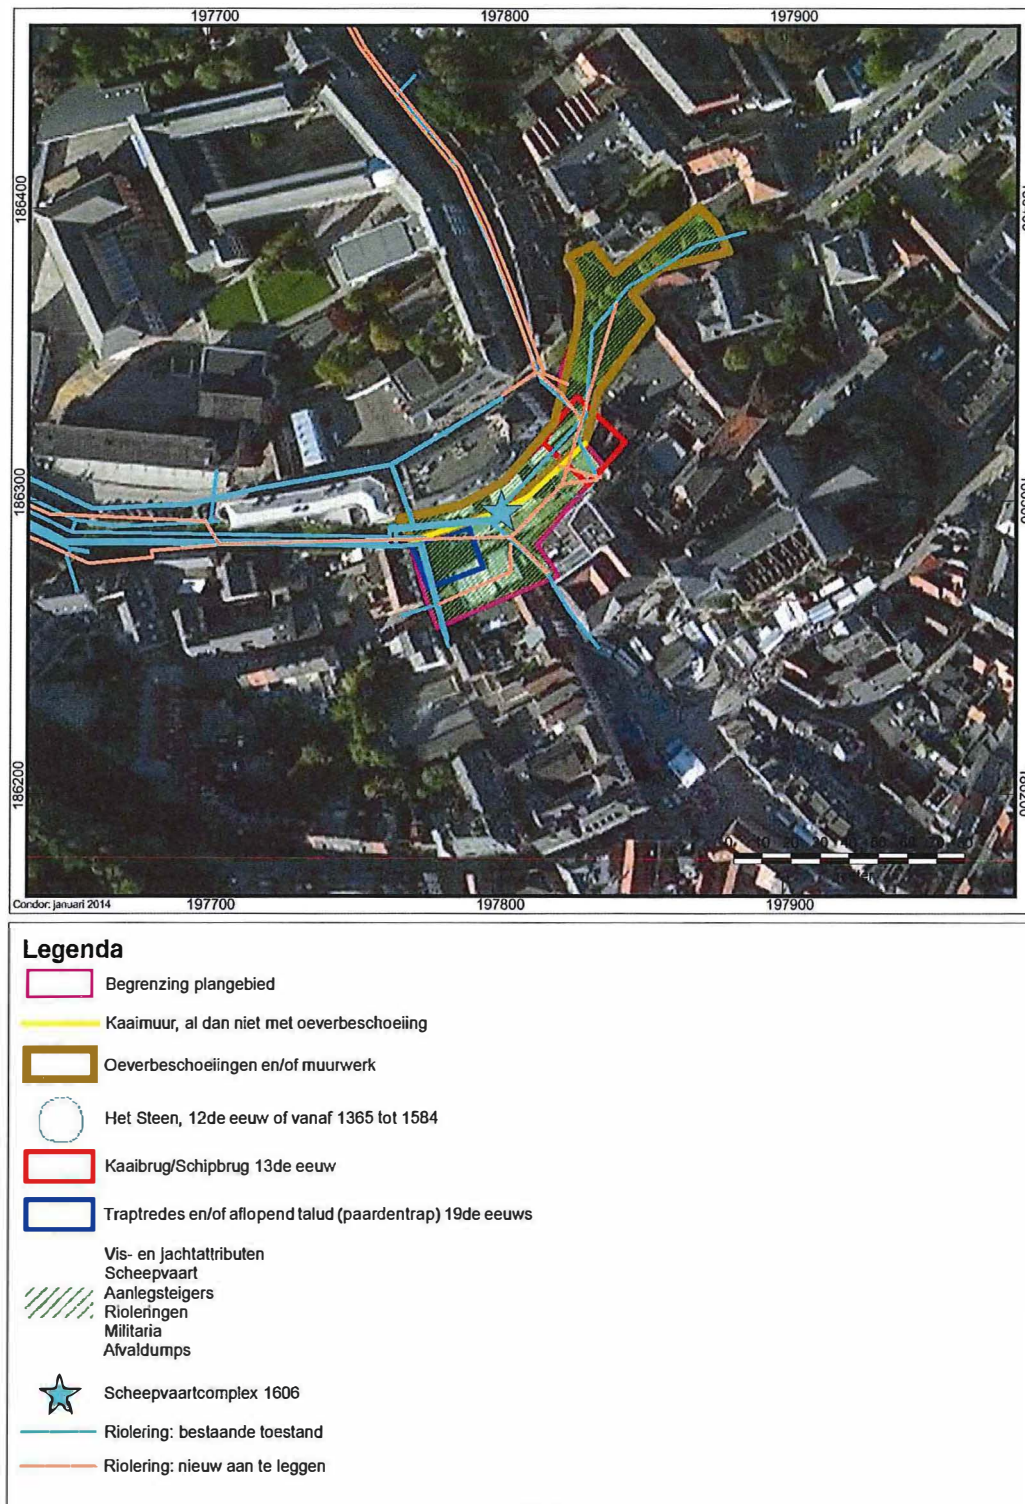 197700 197800 197900
186400
186300
186200
Condor: januari 2014
197700 197800 197900
Legenda
Begrenzing plangebied
Kaaimuur, al dan niet met oeverbeschoeiing
Oeverbeschoeiingen en/of muurwerk
Het Steen, 12de eeuw of vanaf 1365 tot 1584
Kaaibrug/Schipbrug 13de eeuw
Traptredes en/of aflopend talud (paardentrap) 19de eeuws
Vis- en jachtattributen
Scheepvaart
Aanlegsteigers
Rioleringen
Militaria
Afvaldumps
Scheepvaartcomplex 1606
Riolering: bestaande toestand
Riolering: nieuw aan te leggen